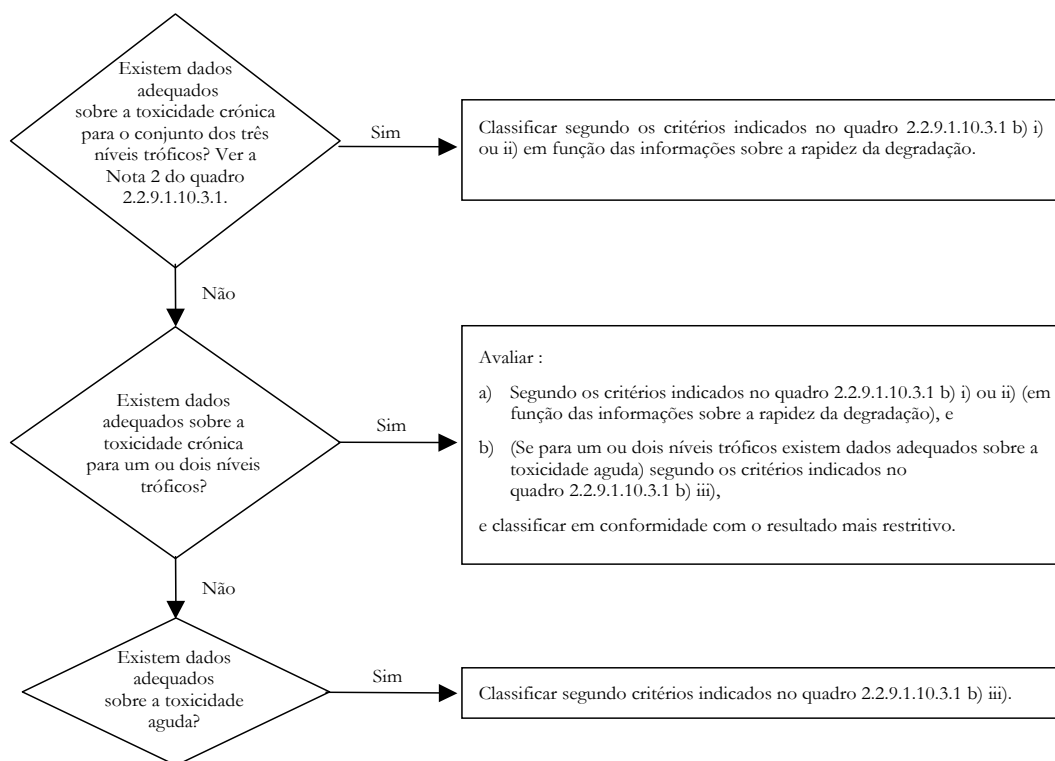 Existem dados
adequados
sobre a toxicidade crónica
para o conjunto dos três
níveis tróficos? Ver a
Nota 2 do quadro
2.2.9.1.10.3.1.
Sim
Classificar segundo os critérios indicados no quadro 2.2.9.1.10.3.1 b) i)
ou ii) em função das informações sobre a rapidez da degradação.
Não
Existem dados
adequados sobre a
toxicidade crónica
para um ou dois níveis
tróficos?
Sim
Avaliar :
a) Segundo os critérios indicados no quadro 2.2.9.1.10.3.1 b) i) ou ii) (em
função das informações sobre a rapidez da degradação), e
b) (Se para um ou dois níveis tróficos existem dados adequados sobre a
toxicidade aguda) segundo os critérios indicados no
quadro 2.2.9.1.10.3.1 b) iii),
e classificar em conformidade com o resultado mais restritivo.
Não
Existem dados
adequados
sobre a toxicidade
aguda?
Sim
Classificar segundo critérios indicados no quadro 2.2.9.1.10.3.1 b) iii).